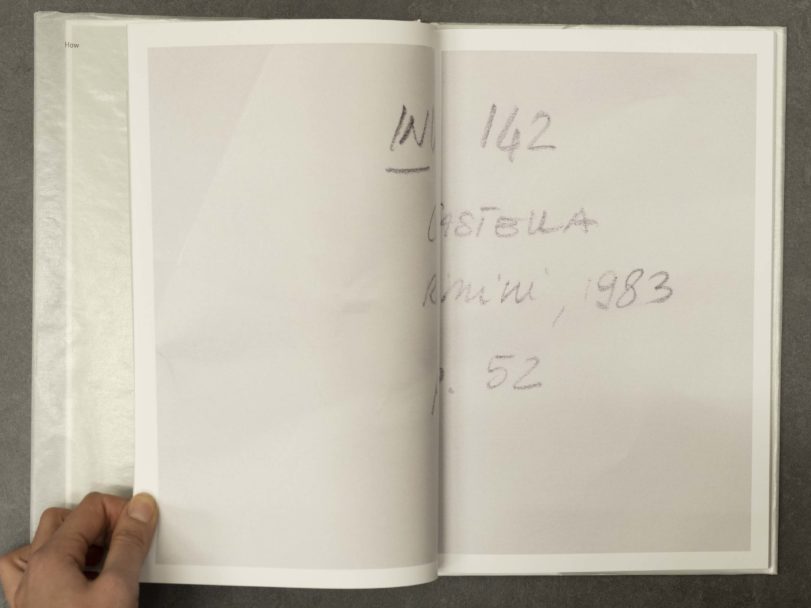 How
INV 142
CASTELLA
Rimini, 1983
p. 52